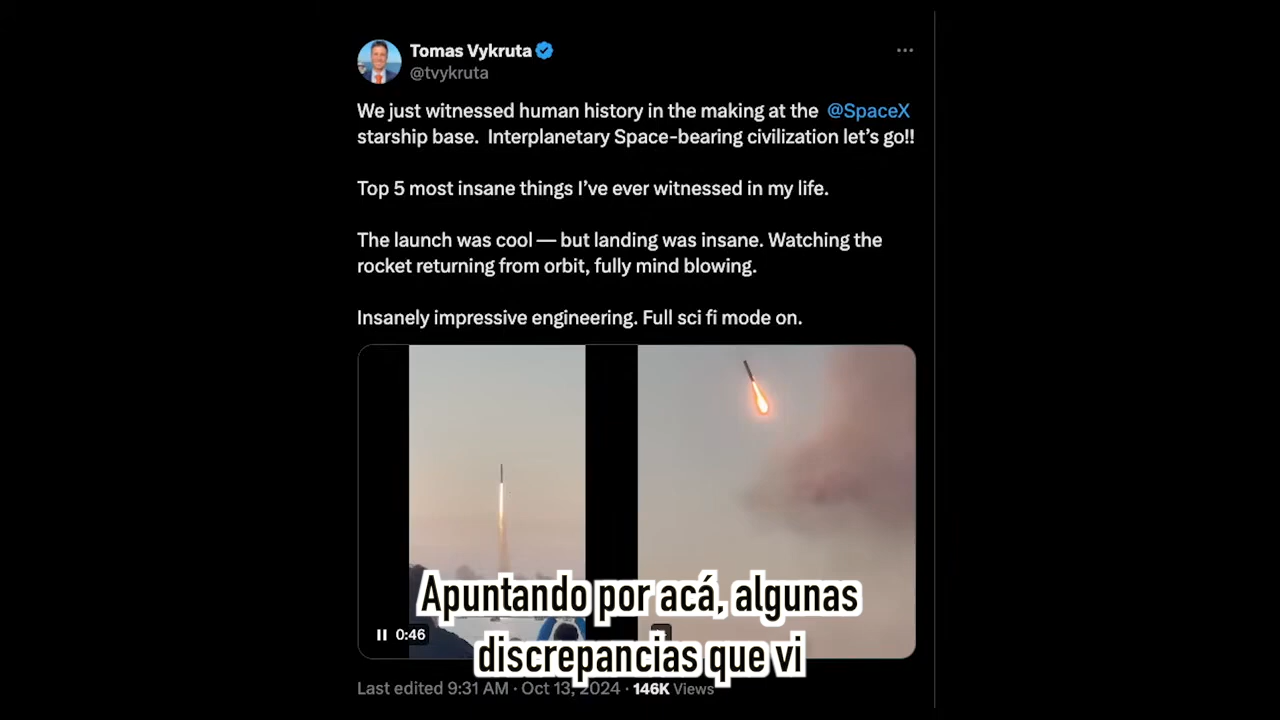 Tomas Vykruta
@tvykruta
We just witnessed human history in the making at the @SpaceX
starship base. Interplanetary Space-bearing civilization let's go!!
Top 5 most insane things I've ever witnessed in my life.
The launch was cool — but landing was insane. Watching the
rocket returning from orbit, fully mind blowing.
Insanely impressive engineering. Full sci fi mode on.
0:46
Apuntando por acá, algunas
discrepancias que vi
Last edited 9:31 AM · Oct 13, 2024 · 146K Views